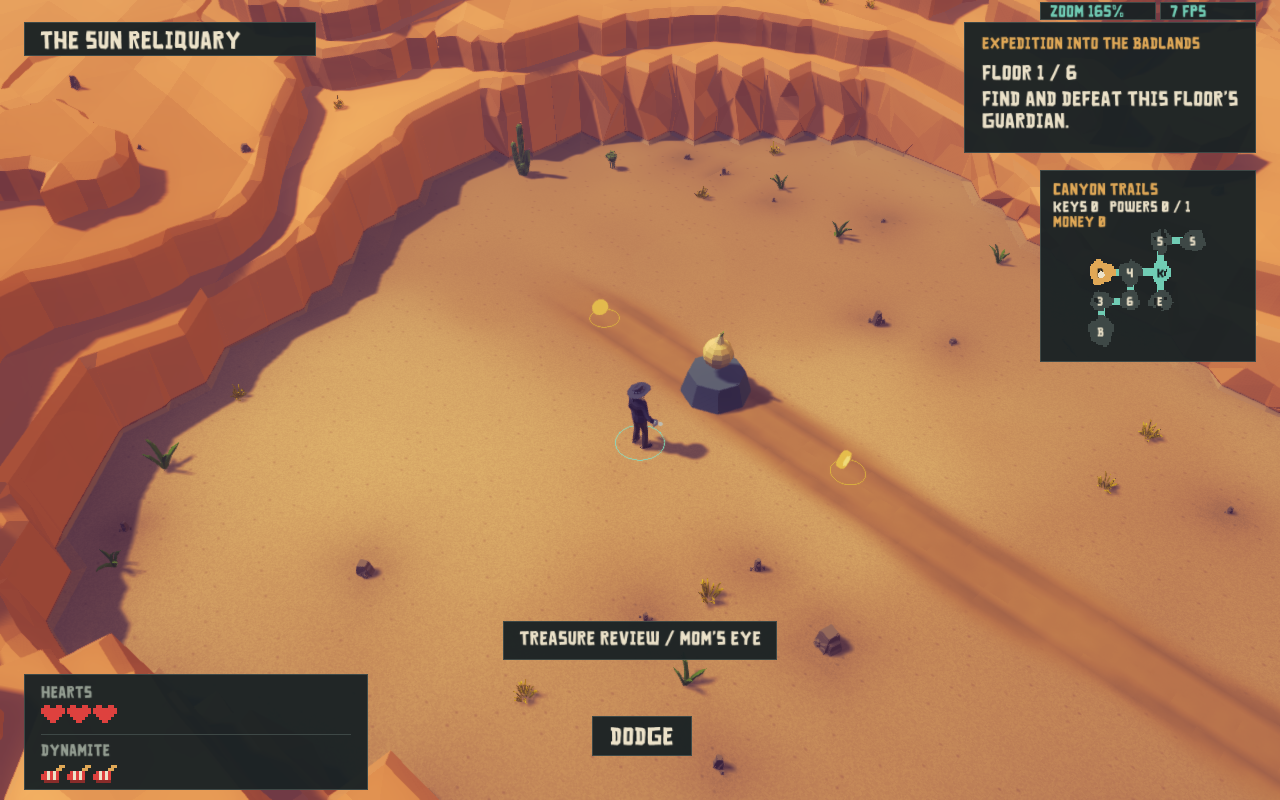 ZOOM 165% 7 FPS
THE SUN RELIQUARY
EXPEDITION INTO THE BADLANDS
FLOOR 1 / 6
FIND AND DEFEAT THIS FLOOR'S
GUARDIAN.
CANYON TRAILS
KEYS 0 POWERS 0 / 1
MONEY 0
5 S
4
3 6 E
B
TREASURE REVIEW / MOM'S EYE
HEARTS
DODGE
DYNAMITE